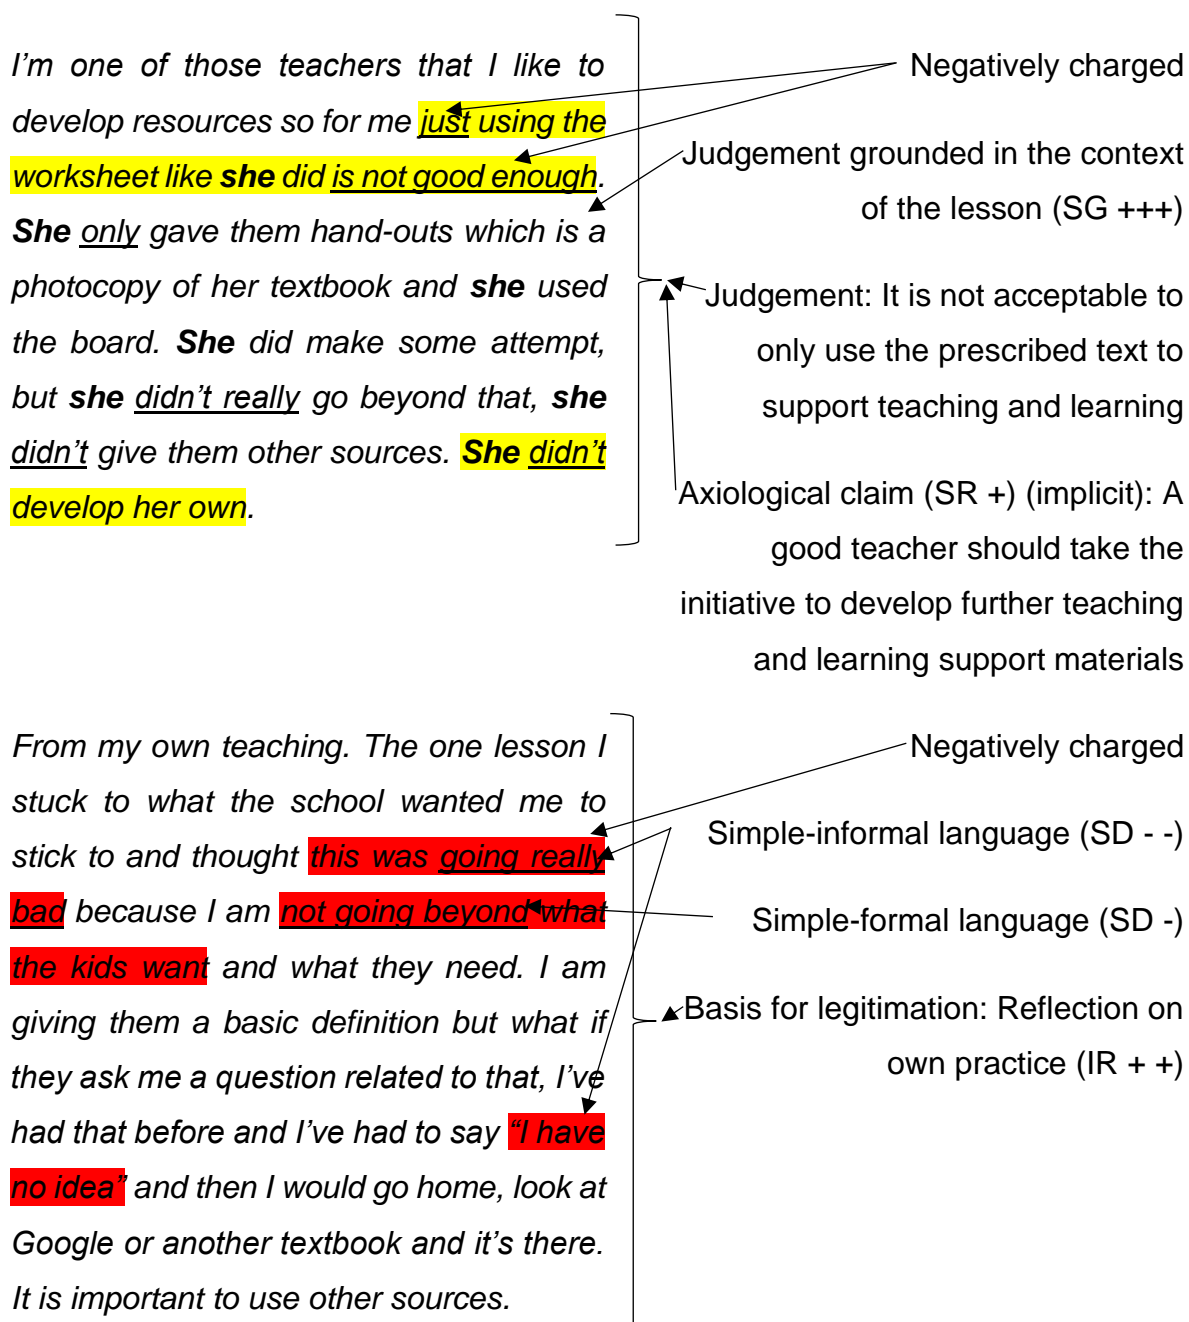 I’m one of those teachers that I like to
develop resources so for me just using the
worksheet like she did is not good enough.
She only gave them hand-outs which is a
photocopy of her textbook and she used
the board. She did make some attempt,
but she didn’t really go beyond that, she
didn’t give them other sources. She didn’t
develop her own.
Negatively charged
Judgement grounded in the context
of the lesson (SG +++)
Judgement: It is not acceptable to
only use the prescribed text to
support teaching and learning
Axiological claim (SR +) (implicit): A
good teacher should take the
initiative to develop further teaching
and learning support materials
From my own teaching. The one lesson I
stuck to what the school wanted me to
stick to and thought this was going really
bad because I am not going beyond what
the kids want and what they need. I am
giving them a basic definition but what if
they ask me a question related to that, I’ve
had that before and I’ve had to say “I have
no idea” and then I would go home, look at
Google or another textbook and it’s there.
It is important to use other sources.
Negatively charged
Simple-informal language (SD - -)
Simple-formal language (SD -)
Basis for legitimation: Reflection on
own practice (IR + +)